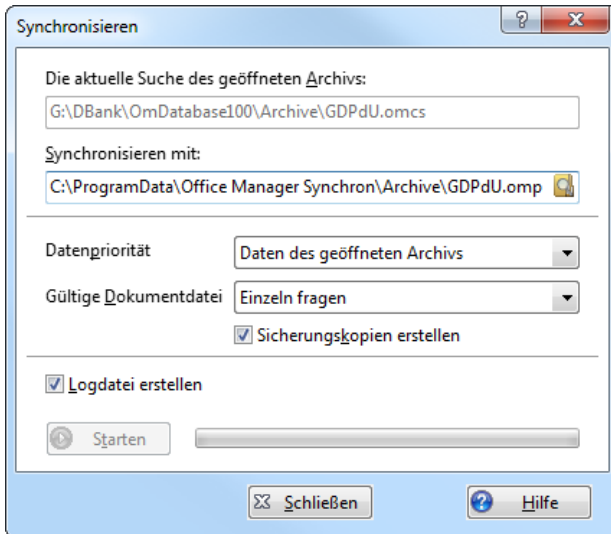 Synchronisieren
Die aktuelle Suche des geöffneten Archivs:
G:\DBank\OmDatabase100\Archive\GDPdU.omcs
Synchronisieren mit:
C:\ProgramData\Office Manager Synchron\Archive\GDPdU.omp
Datenpriorität Daten des geöffneten Archivs
Gültige Dokumentdatei Einzeln fragen
Sicherungskopien erstellen
Logdatei erstellen
Starten
Schließen Hilfe